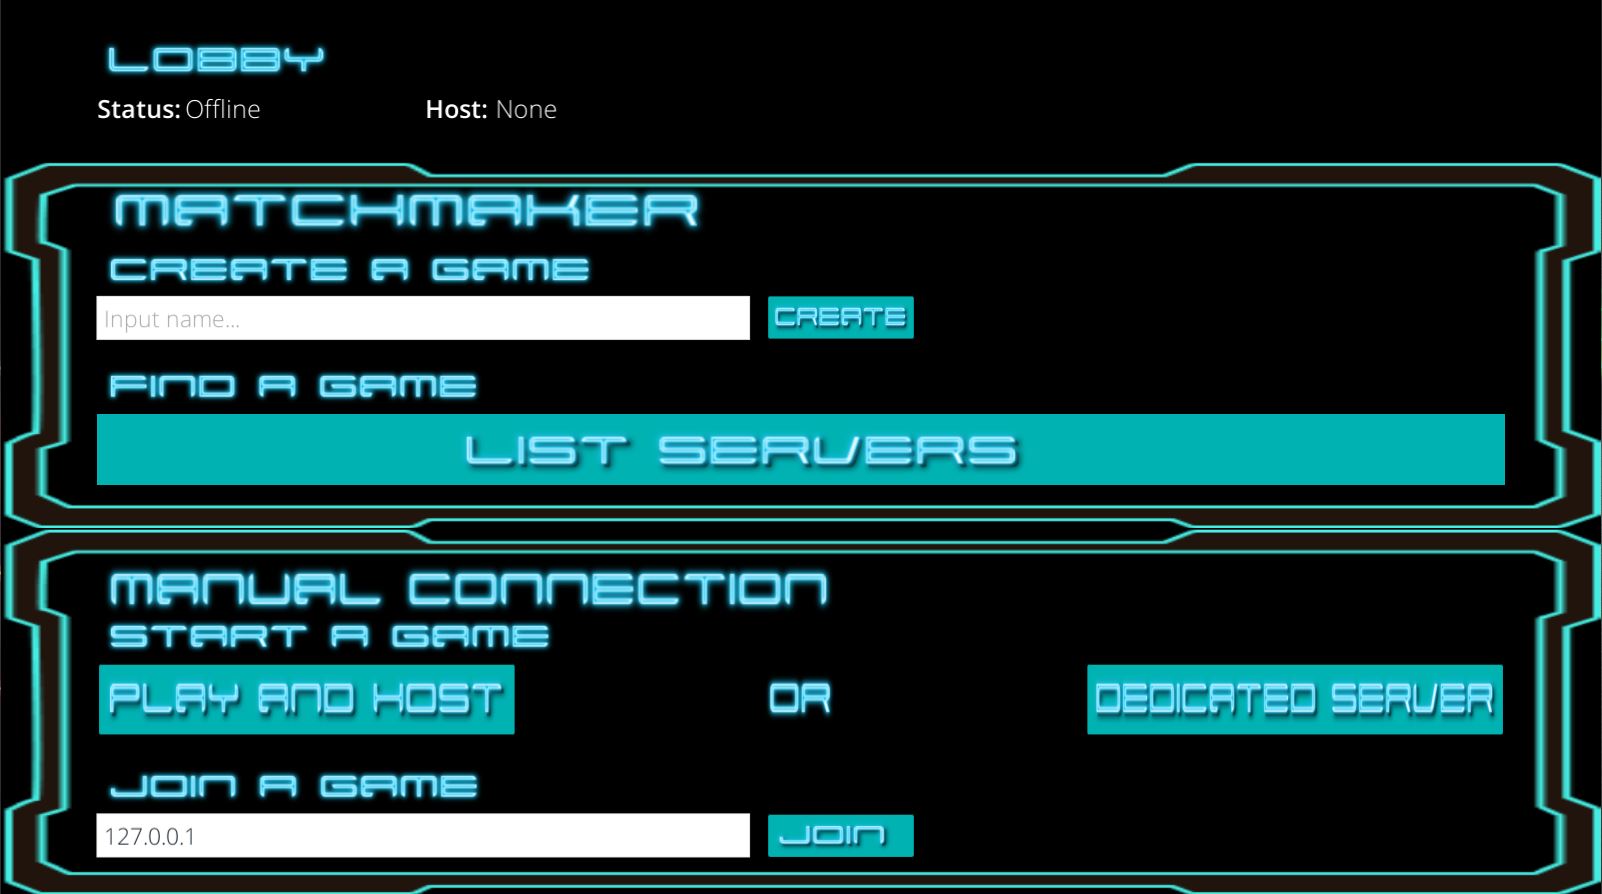 LOBBY
Status: Offline Host: None
MATCHMAKER
CREATE A GAME
Input name... CREATE
FIND A GAME
LIST SERVERS
MANUAL CONNECTION
START A GAME
PLAY AND HOST OR DEDICATED SERVER
JOIN A GAME
127.0.0.1 JOIN